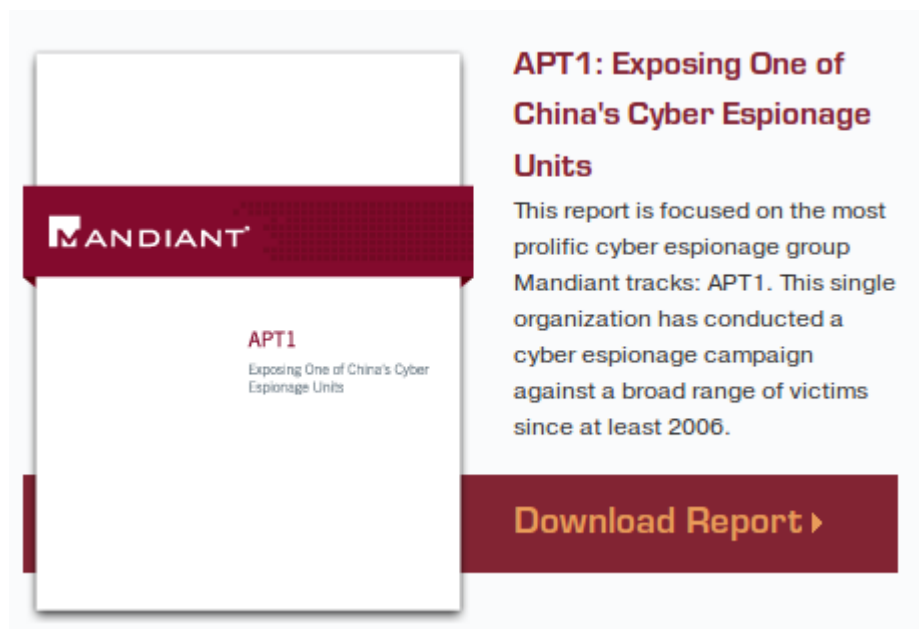 MANDIANT
APT1
Exposing One of China's Cyber
Espionage Units
APT1: Exposing One of
China's Cyber Espionage
Units
This report is focused on the most
prolific cyber espionage group
Mandiant tracks: APT1. This single
organization has conducted a
cyber espionage campaign
against a broad range of victims
since at least 2006.
Download Report